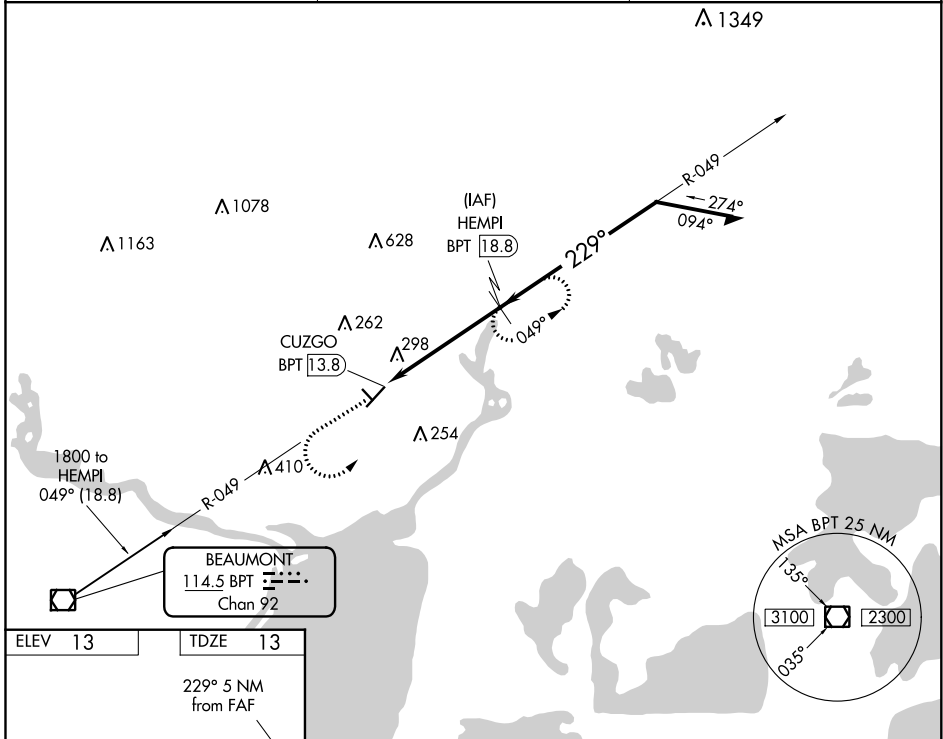 1349
R-049
274°
094°
(IAF)
HEMPI
BPT 18.8
1078
1163
628
229°
049°
262
CUZGO
BPT 13.8
298
254
1800 to
HEMPI
049° (18.8)
410
R-049
BEAUMONT
114.5 BPT
Chan 92
MSA BPT 25 NM
135°
3100
2300
035°
ELEV 13
TDZE 13
229° 5 NM
from FAF